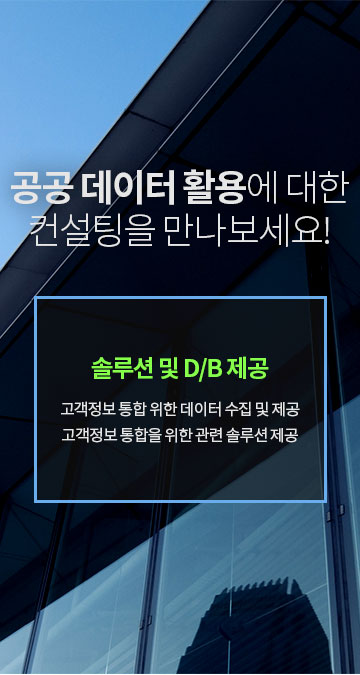 공공 데이터 활용에 대한
컨설팅을 만나보세요!
솔루션 및 D/B 제공
고객정보 통합 위한 데이터 수집 및 제공
고객정보 통합을 위한 관련 솔루션 제공